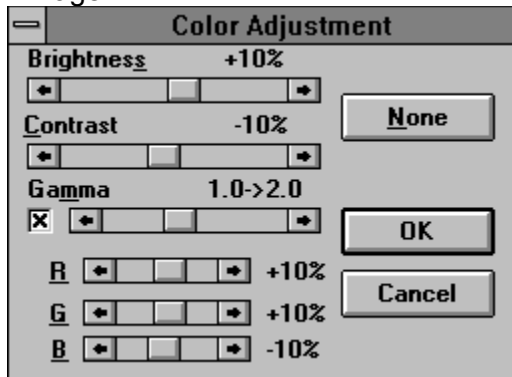 Color Adjustment
Brightness +10%
None
Contrast -10%
Gamma 1.0->2.0
OK
R +10%
Cancel
G +10%
B -10%